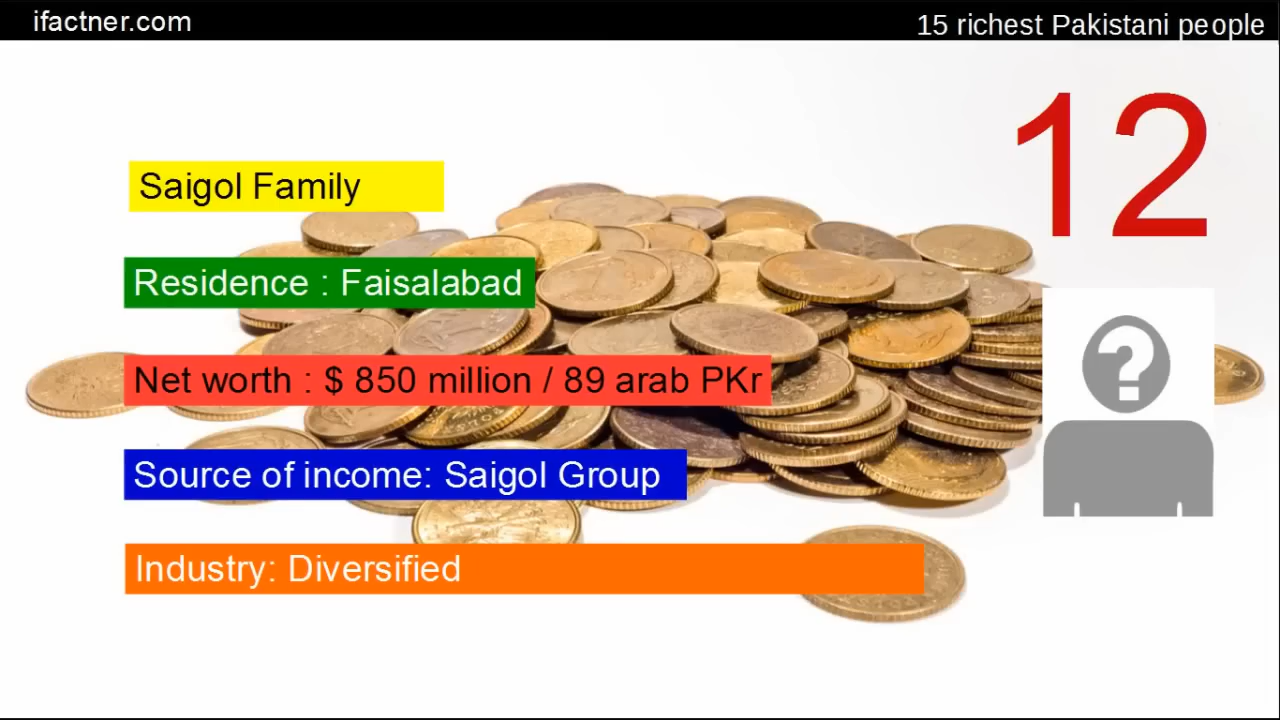 ifactner.com
15 richest Pakistani people
12
Saigol Family
Residence : Faisalabad
Net worth : $ 850 million / 89 arab PKr
Source of income: Saigol Group
Industry: Diversified
?